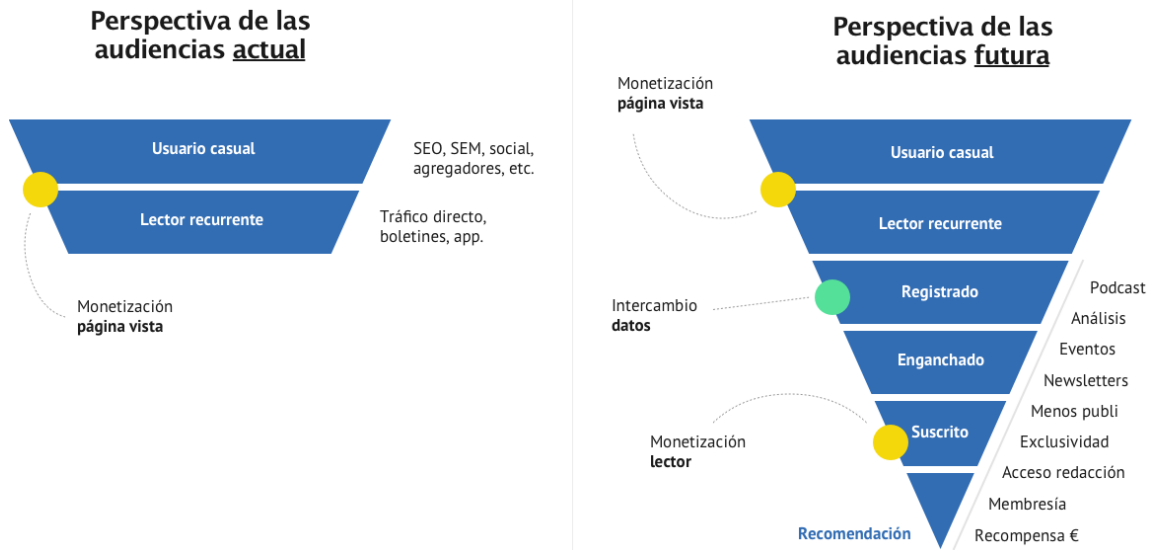 Perspectiva de las
audiencias actual
Usuario casual
SEO, SEM, social,
agregadores, etc.
Lector recurrente
Tráfico directo,
boletines, app.
Monetización
página vista
Perspectiva de las
audiencias futura
Monetización
página vista
Usuario casual
Lector recurrente
Registrado
Intercambio
datos
Enganchado
Suscrito
Monetización
lector
Recomendación
Podcast
Análisis
Eventos
Newsletters
Menos publi
Exclusividad
Acceso redacción
Membresía
Recompensa €